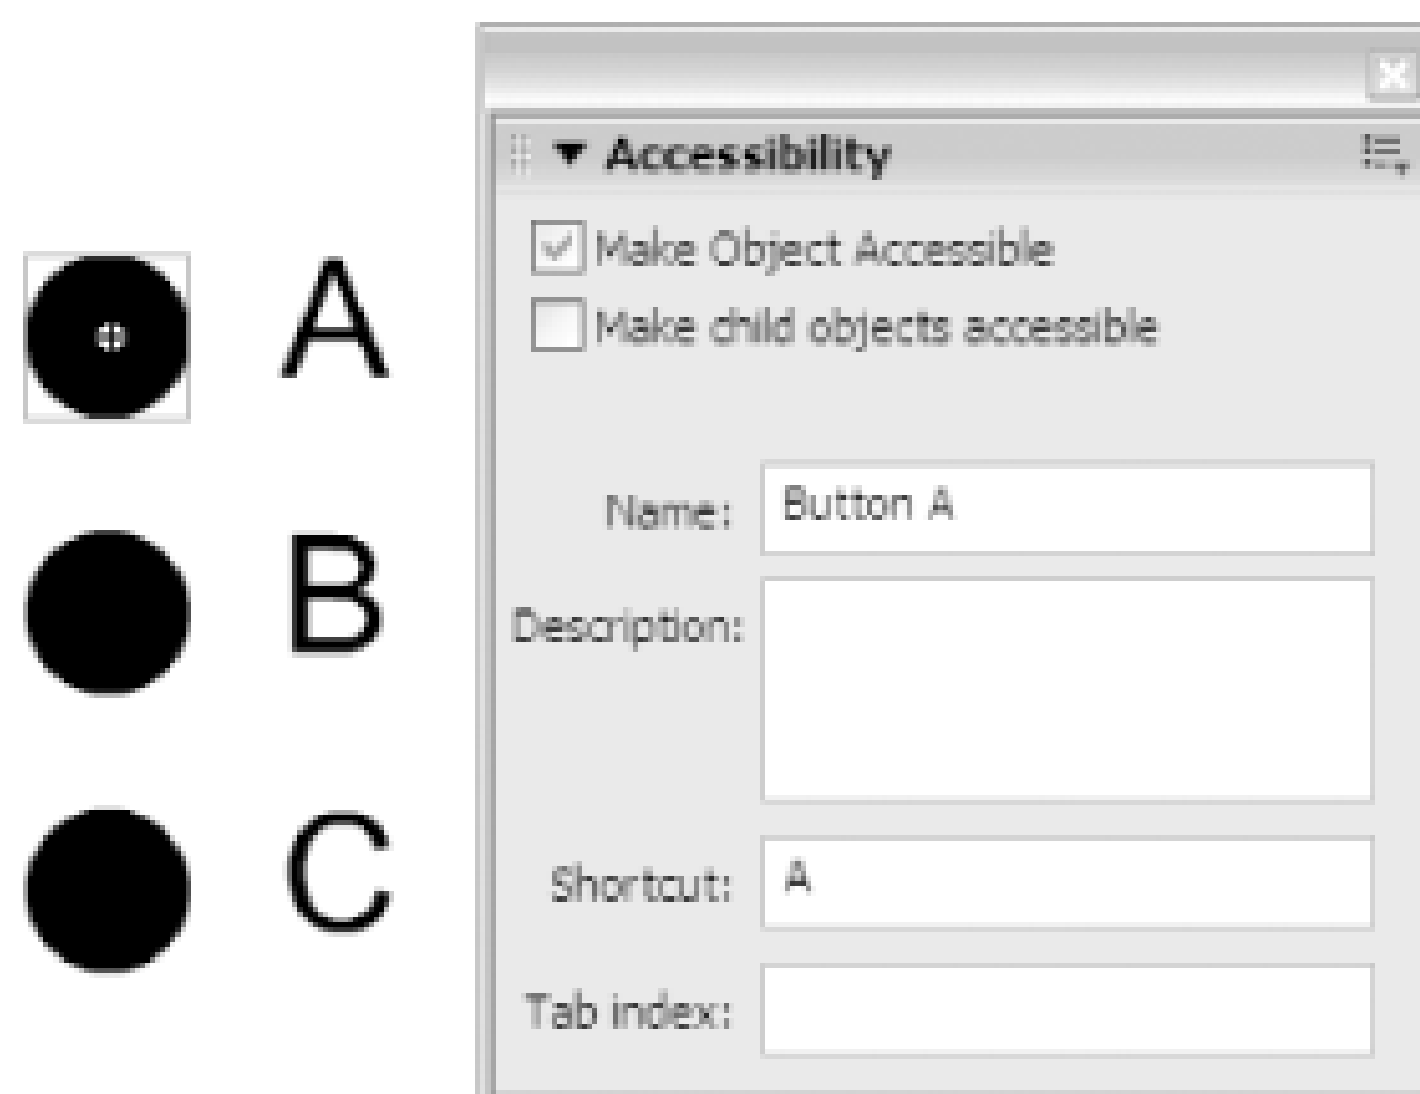 A
B
C
Accessibility
Make Object Accessible
Make child objects accessible
Name: Button A
Description:
Shortcut: A
Tab index: